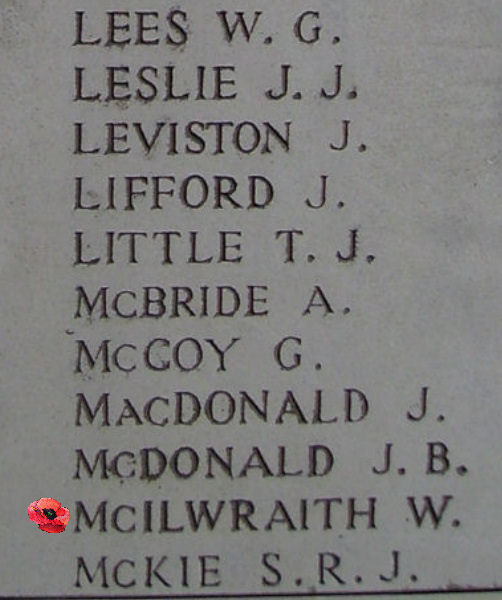 LEES W. G.
LESLIE J. J.
LEVISTON J.
LIFFORD J.
LITTLE T. J.
McBRIDE A.
McCOY G.
MACDONALD J.
McDONALD J. B.
McILWRAITH W.
McKIE S. R. J.